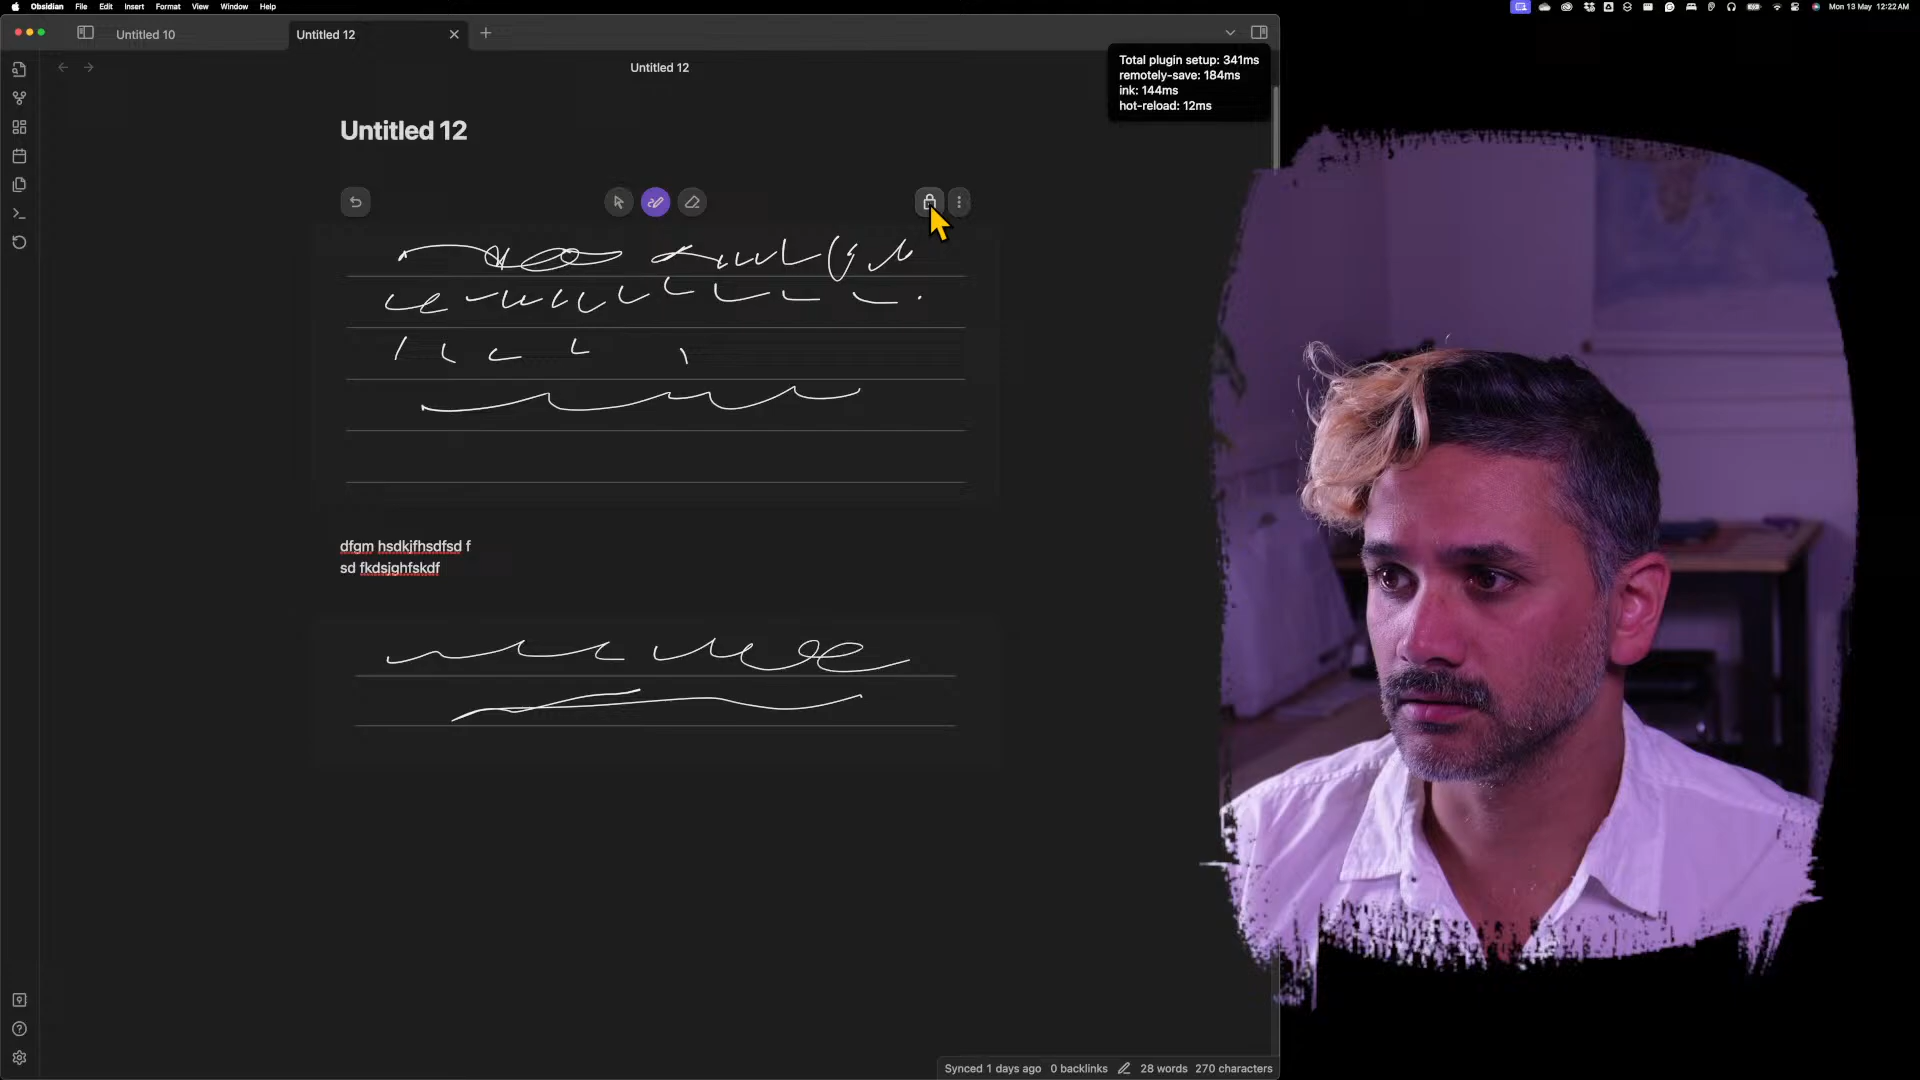 Obsidian File Edit Insert Format View Window Help Mon 13 May 12:22 AM
Untitled 10 Untitled 12
Untitled 12
Total plugin setup: 341ms
remotely-save: 184ms
ink: 144ms
hot-reload: 12ms
Untitled 12
dfgm hsdkjfhsdfsd f
sd fkdsjghfskdf
Synced 1 days ago 0 backlinks 28 words 270 characters